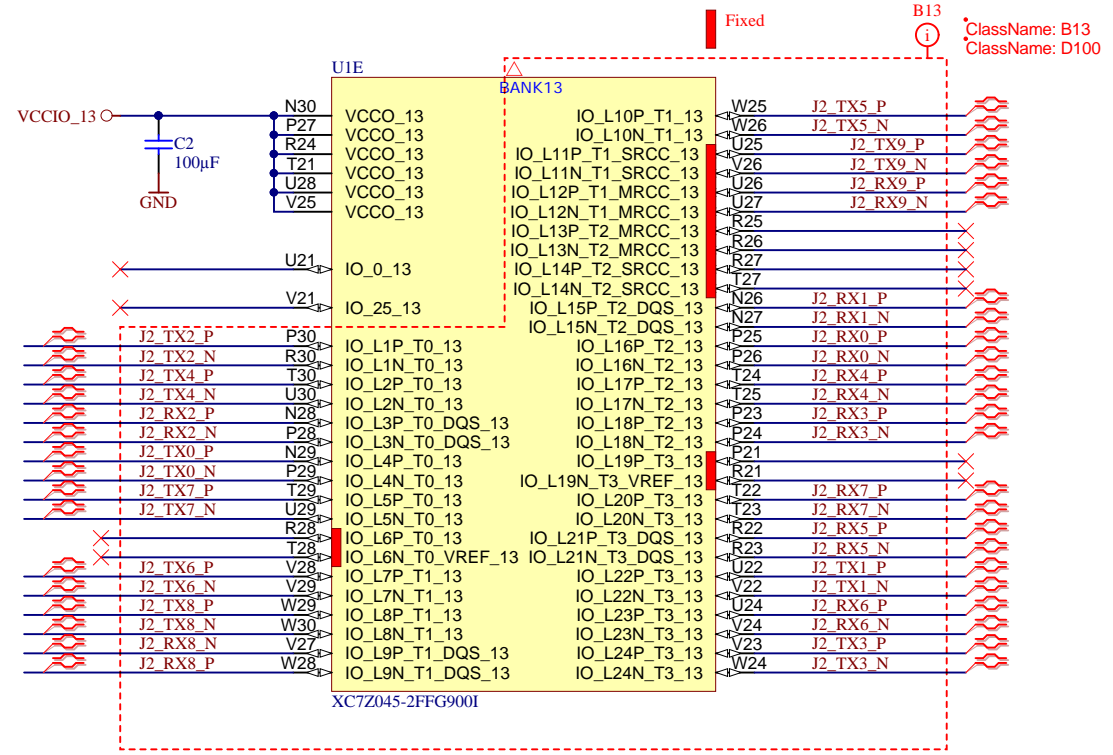 B13
Fixed
ClassName: B13
ClassName: D100
U1E
BANK13
VCCIO_13
C2
100µF
GND
N30 VCCO_13
P27 VCCO_13
R24 VCCO_13
T21 VCCO_13
U28 VCCO_13
V25 VCCO_13
U21 IO_0_13
V21 IO_25_13
J2_TX2_P P30 IO_L1P_T0_13
J2_TX2_N R30 IO_L1N_T0_13
J2_TX4_P T30 IO_L2P_T0_13
J2_TX4_N U30 IO_L2N_T0_13
J2_RX2_P N28 IO_L3P_T0_DQS_13
J2_RX2_N P28 IO_L3N_T0_DQS_13
J2_TX0_P N29 IO_L4P_T0_13
J2_TX0_N P29 IO_L4N_T0_13
J2_TX7_P T29 IO_L5P_T0_13
J2_TX7_N U29 IO_L5N_T0_13
R28 IO_L6P_T0_13
T28 IO_L6N_T0_VREF_13
J2_TX6_P V28 IO_L7P_T1_13
J2_TX6_N V29 IO_L7N_T1_13
J2_TX8_P W29 IO_L8P_T1_13
J2_TX8_N W30 IO_L8N_T1_13
J2_RX8_N V27 IO_L9P_T1_DQS_13
J2_RX8_P W28 IO_L9N_T1_DQS_13
IO_L10P_T1_13 W25 J2_TX5_P
IO_L10N_T1_13 W26 J2_TX5_N
IO_L11P_T1_SRCC_13 U25 J2_TX9_P
IO_L11N_T1_SRCC_13 V26 J2_TX9_N
IO_L12P_T1_MRCC_13 U26 J2_RX9_P
IO_L12N_T1_MRCC_13 U27 J2_RX9_N
IO_L13P_T2_MRCC_13 R25
IO_L13N_T2_MRCC_13 R26
IO_L14P_T2_SRCC_13 R27
IO_L14N_T2_SRCC_13 T27
IO_L15P_T2_DQS_13 N26 J2_RX1_P
IO_L15N_T2_DQS_13 N27 J2_RX1_N
IO_L16P_T2_13 P25 J2_RX0_P
IO_L16N_T2_13 P26 J2_RX0_N
IO_L17P_T2_13 T24 J2_RX4_P
IO_L17N_T2_13 T25 J2_RX4_N
IO_L18P_T2_13 P23 J2_RX3_P
IO_L18N_T2_13 P24 J2_RX3_N
IO_L19P_T3_13 P21
IO_L19N_T3_VREF_13 R21
IO_L20P_T3_13 T22 J2_RX7_P
IO_L20N_T3_13 T23 J2_RX7_N
IO_L21P_T3_DQS_13 R22 J2_RX5_P
IO_L21N_T3_DQS_13 R23 J2_RX5_N
IO_L22P_T3_13 U22 J2_TX1_P
IO_L22N_T3_13 V22 J2_TX1_N
IO_L23P_T3_13 U24 J2_RX6_P
IO_L23N_T3_13 V24 J2_RX6_N
IO_L24P_T3_13 V23 J2_TX3_P
IO_L24N_T3_13 W24 J2_TX3_N
XC7Z045-2FFG900I